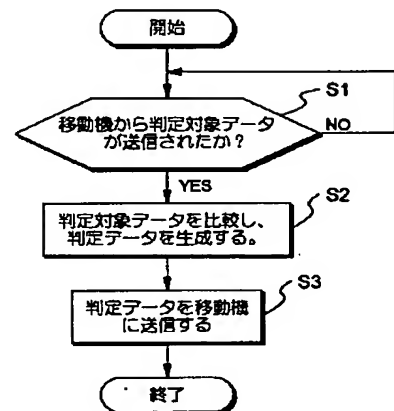 開始
S1
移動機から判定対象データ
が送信されたか？
NO
YES
S2
判定対象データを比較し、
判定データを生成する。
S3
判定データを移動機
に送信する
終了